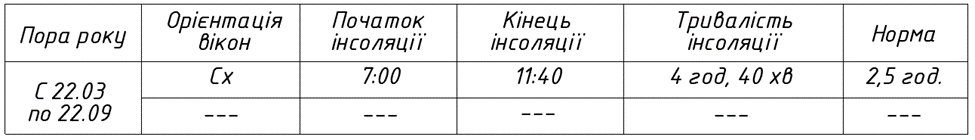 Пора року | Орієнтація вікон | Початок інсоляції | Кінець інсоляції | Тривалість інсоляції | Норма
С 22.03 по 22.09 | Сх | 7:00 | 11:40 | 4 год, 40 хв | 2,5 год.
--- | --- | --- | --- | ---